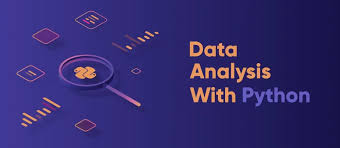 Data
Analysis
With Python